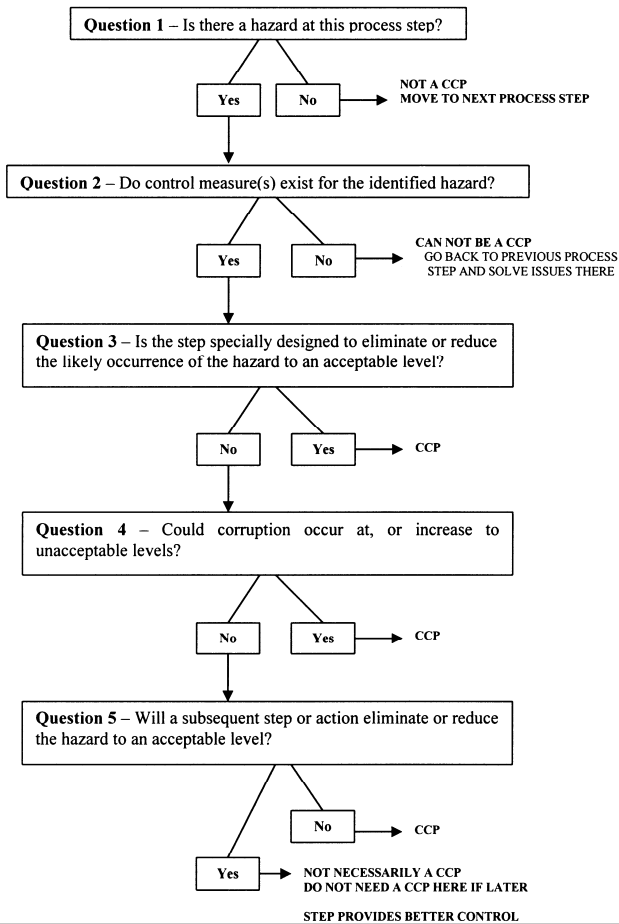 Question 1 – Is there a hazard at this process step?
Yes
No
NOT A CCP
MOVE TO NEXT PROCESS STEP
Question 2 – Do control measure(s) exist for the identified hazard?
Yes
No
CAN NOT BE A CCP
GO BACK TO PREVIOUS PROCESS
STEP AND SOLVE ISSUES THERE
Question 3 – Is the step specially designed to eliminate or reduce
the likely occurrence of the hazard to an acceptable level?
No
Yes
CCP
Question 4 – Could corruption occur at, or increase to
unacceptable levels?
No
Yes
CCP
Question 5 – Will a subsequent step or action eliminate or reduce
the hazard to an acceptable level?
No
CCP
Yes
NOT NECESSARILY A CCP
DO NOT NEED A CCP HERE IF LATER
STEP PROVIDES BETTER CONTROL